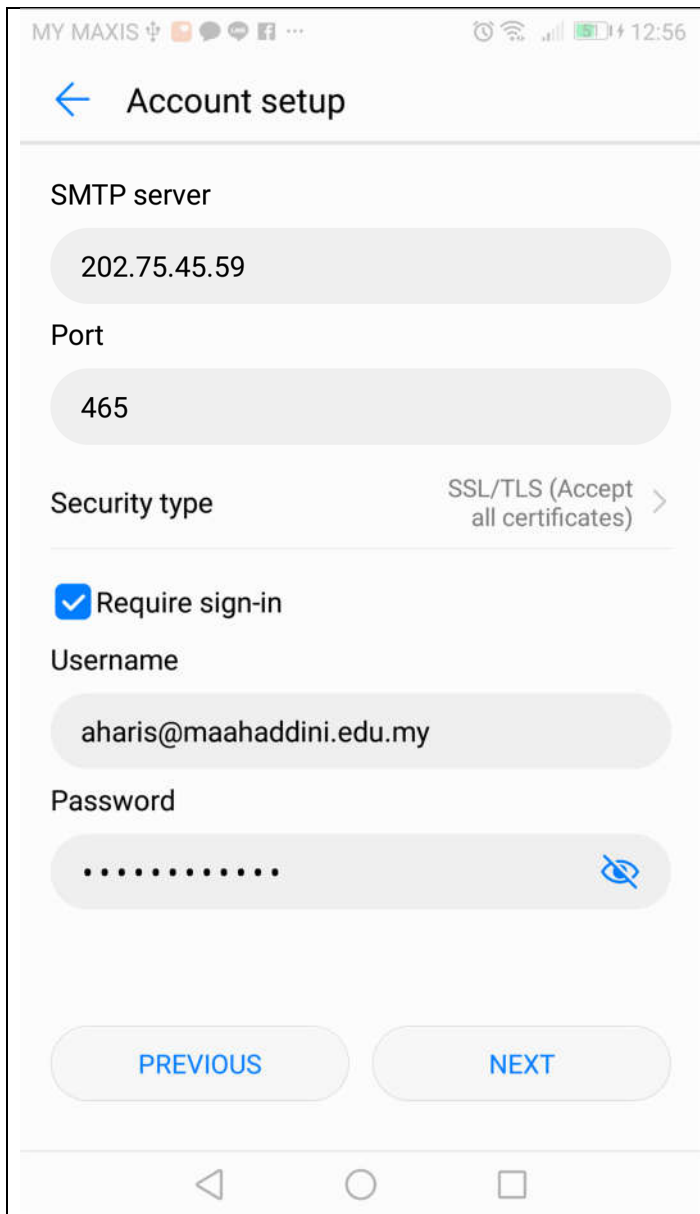 MY MAXIS 51 12:56
Account setup
SMTP server
202.75.45.59
Port
465
Security type
SSL/TLS (Accept
all certificates)
Require sign-in
Username
aharis@maahaddini.edu.my
Password
••••••••••••
PREVIOUS NEXT